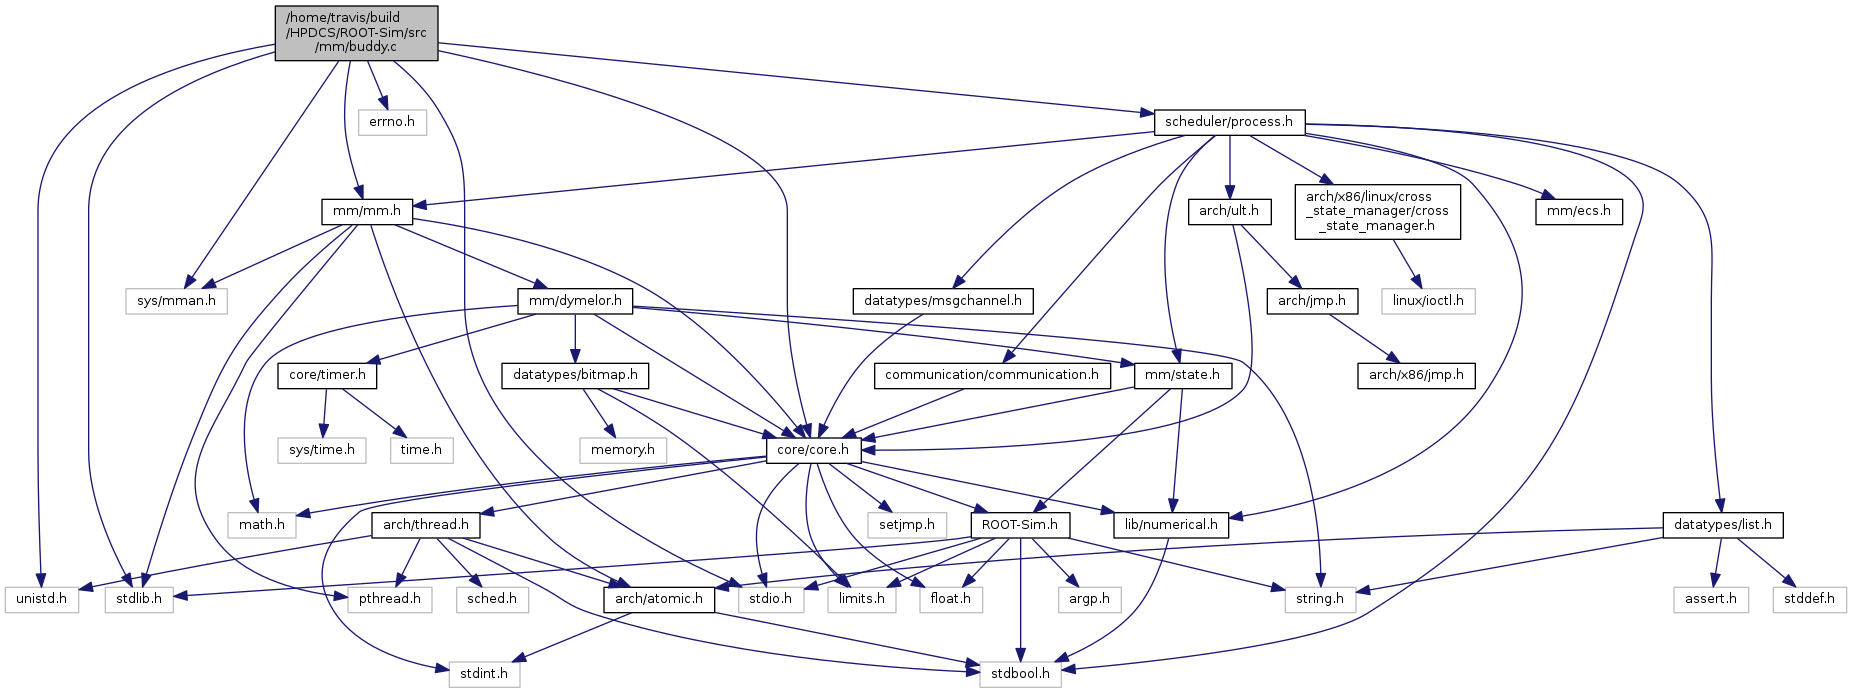 /home/travis/build
/HPDCS/ROOT-Sim/src
/mm/buddy.c
errno.h
scheduler/process.h
mm/mm.h
arch/ult.h
arch/x86/linux/cross
_state_manager/cross
_state_manager.h
mm/ecs.h
sys/mman.h
mm/dymelor.h
datatypes/msgchannel.h
arch/jmp.h
linux/ioctl.h
core/timer.h
datatypes/bitmap.h
communication/communication.h
mm/state.h
arch/x86/jmp.h
sys/time.h
time.h
memory.h
core/core.h
math.h
arch/thread.h
setjmp.h
ROOT-Sim.h
lib/numerical.h
datatypes/list.h
unistd.h
stdlib.h
pthread.h
sched.h
arch/atomic.h
stdio.h
limits.h
float.h
argp.h
string.h
assert.h
stddef.h
stdint.h
stdbool.h